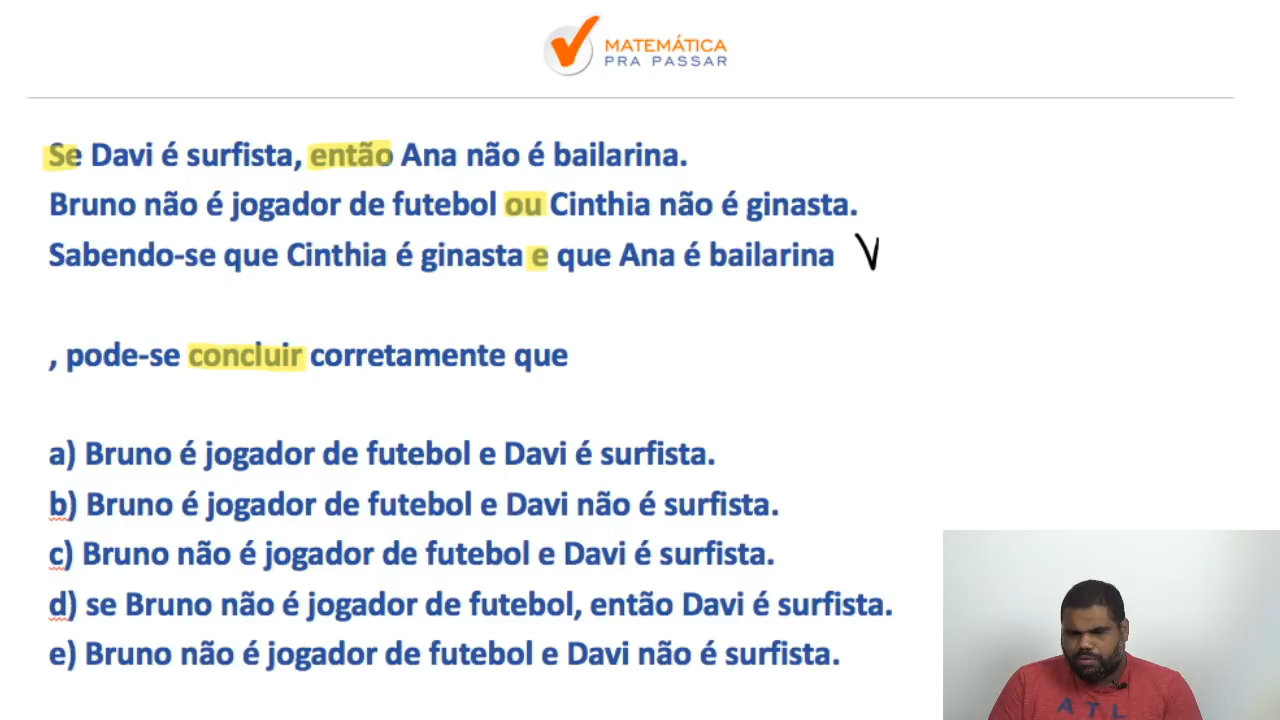 MATEMÁTICA
PRA PASSAR
Se Davi é surfista, então Ana não é bailarina.
Bruno não é jogador de futebol ou Cinthia não é ginasta.
Sabendo-se que Cinthia é ginasta e que Ana é bailarina V
, pode-se concluir corretamente que
a) Bruno é jogador de futebol e Davi é surfista.
b) Bruno é jogador de futebol e Davi não é surfista.
c) Bruno não é jogador de futebol e Davi é surfista.
d) se Bruno não é jogador de futebol, então Davi é surfista.
e) Bruno não é jogador de futebol e Davi não é surfista.
ATL